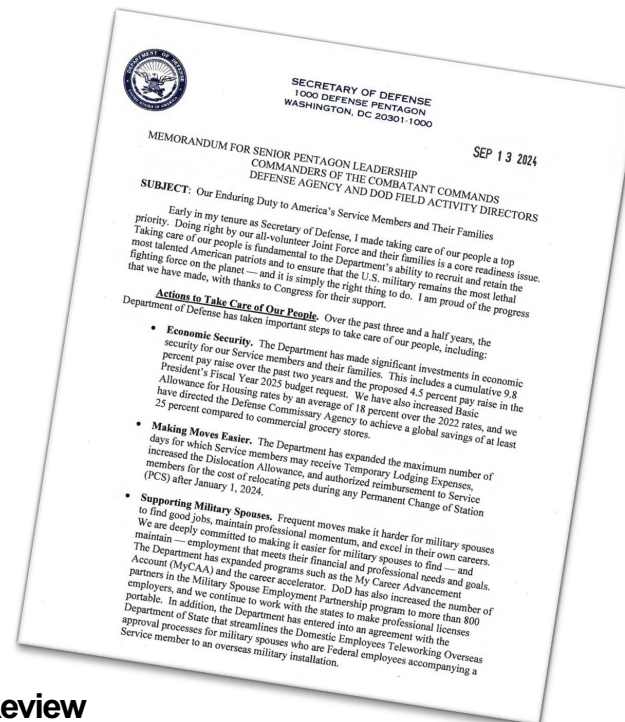 SECRETARY OF DEFENSE
1000 DEFENSE PENTAGON
WASHINGTON, DC 20301-1000
SEP 13 2024
MEMORANDUM FOR SENIOR PENTAGON LEADERSHIP
COMMANDERS OF THE COMBATANT COMMANDS
DEFENSE AGENCY AND DOD FIELD ACTIVITY DIRECTORS
SUBJECT: Our Enduring Duty to America's Service Members and Their Families
Early in my tenure as Secretary of Defense, I made taking care of our people a top
priority. Doing right by our all-volunteer Joint Force and their families is a core readiness issue.
Taking care of our people is fundamental to the Department's ability to recruit and retain the
most talented American patriots and to ensure that the U.S. military remains the most lethal
fighting force on the planet — and it is simply the right thing to do. I am proud of the progress
that we have made, with thanks to Congress for their support.
Actions to Take Care of Our People. Over the past three and a half years, the
Department of Defense has taken important steps to take care of our people, including:
• Economic Security. The Department has made significant investments in economic
security for our Service members and their families. This includes a cumulative 9.8
percent pay raise over the past two years and the proposed 4.5 percent pay raise in the
President's Fiscal Year 2025 budget request. We have also increased Basic
Allowance for Housing rates by an average of 18 percent over the 2022 rates, and we
have directed the Defense Commissary Agency to achieve a global savings of at least
25 percent compared to commercial grocery stores.
• Making Moves Easier. The Department has expanded the maximum number of
days for which Service members may receive Temporary Lodging Expenses,
increased the Dislocation Allowance, and authorized reimbursement to Service
members for the cost of relocating pets during any Permanent Change of Station
(PCS) after January 1, 2024.
• Supporting Military Spouses. Frequent moves make it harder for military spouses
to find good jobs, maintain professional momentum, and excel in their own careers.
We are deeply committed to making it easier for military spouses to find — and
maintain — employment that meets their financial and professional needs and goals.
The Department has expanded programs such as the My Career Advancement
Account (MyCAA) and the career accelerator. DoD has also increased the number of
partners in the Military Spouse Employment Partnership program to more than 800
employers, and we continue to work with the states to make professional licenses
portable. In addition, the Department has entered into an agreement with the
Department of State that streamlines the Domestic Employees Teleworking Overseas
approval processes for military spouses who are Federal employees accompanying a
Service member to an overseas military installation.